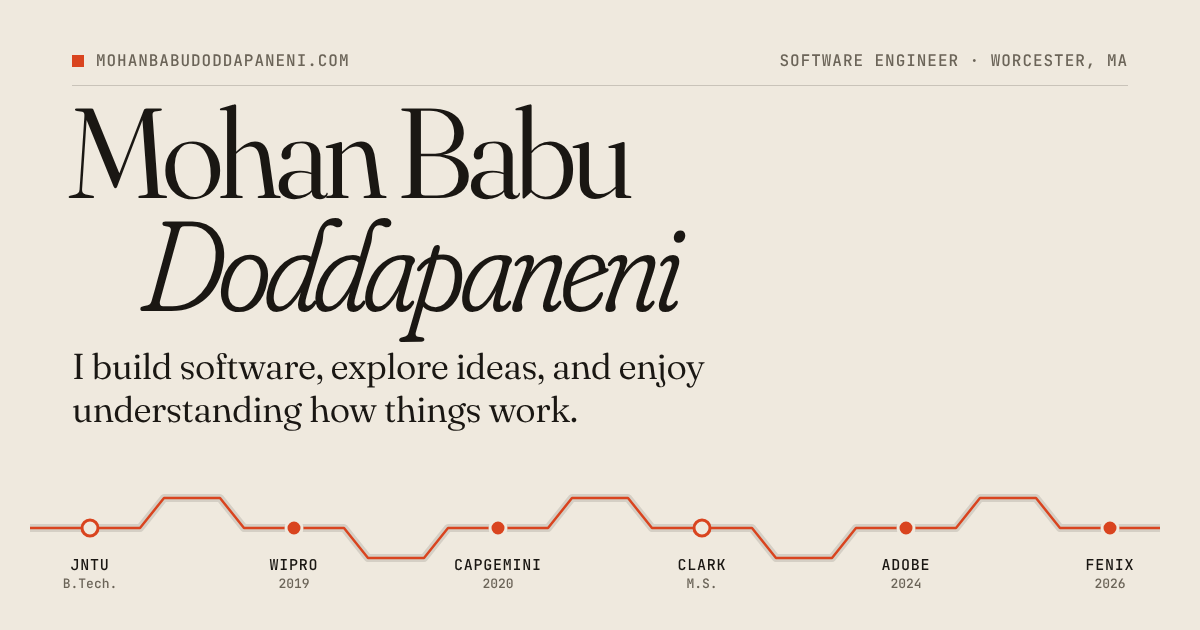 MOHANBABUDODDAPANENI.COM
SOFTWARE ENGINEER · WORCESTER, MA
Mohan Babu
Doddapaneni
I build software, explore ideas, and enjoy
understanding how things work.
JNTU WIPRO CAPGEMINI CLARK ADOBE FENIX
B.Tech. 2019 2020 M.S. 2024 2026